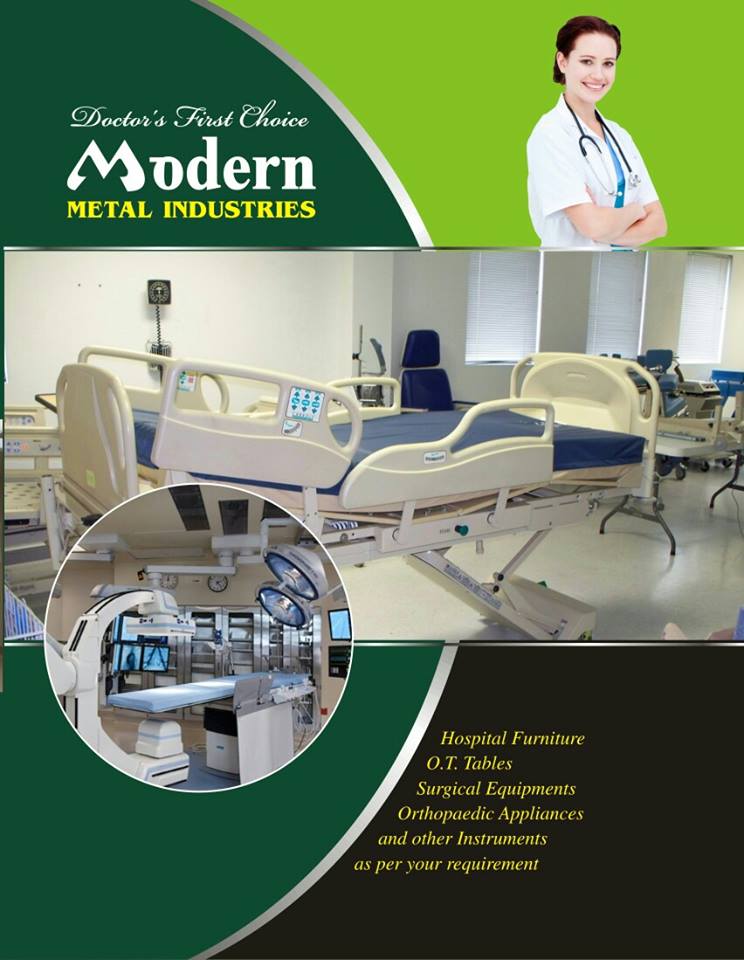 Doctor's First Choice
Modern
METAL INDUSTRIES
Hospital Furniture
O.T. Tables
Surgical Equipments
Orthopaedic Appliances
and other Instruments
as per your requirement